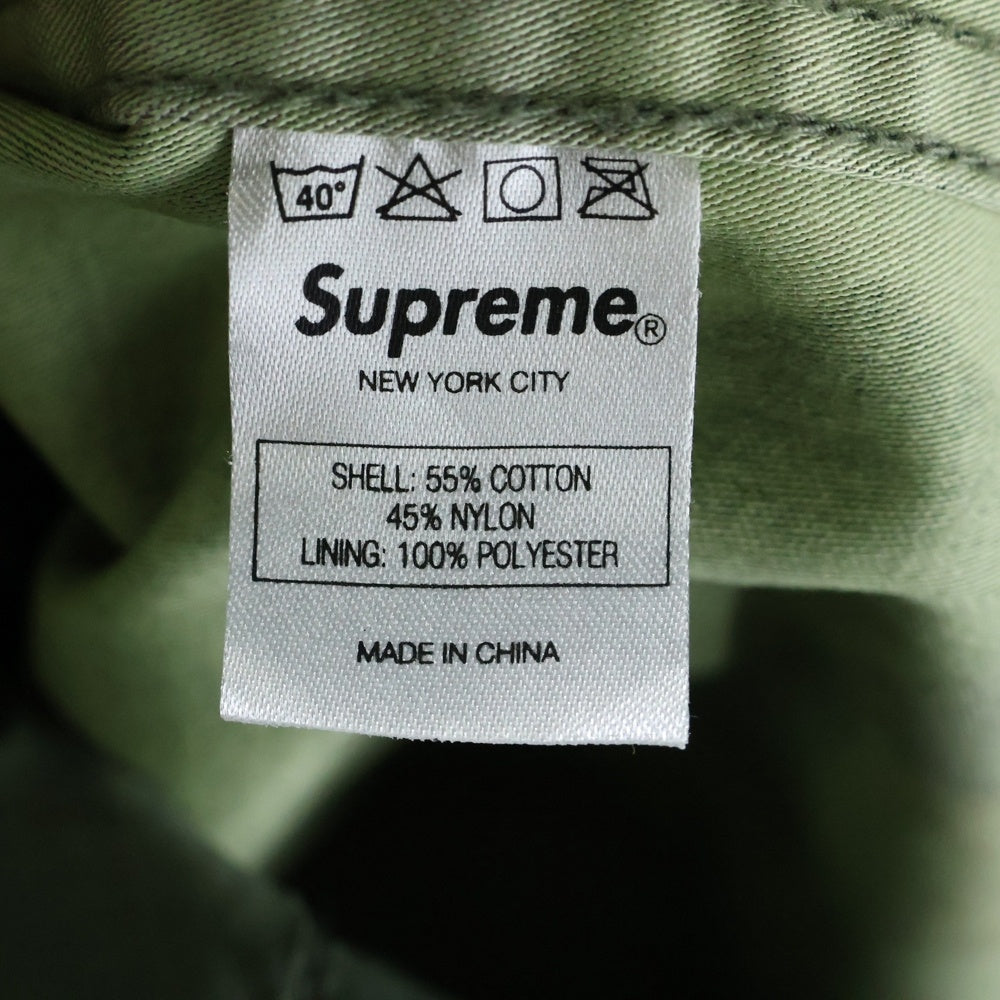 40°
Supreme®
NEW YORK CITY
SHELL: 55% COTTON
45% NYLON
LINING: 100% POLYESTER
MADE IN CHINA